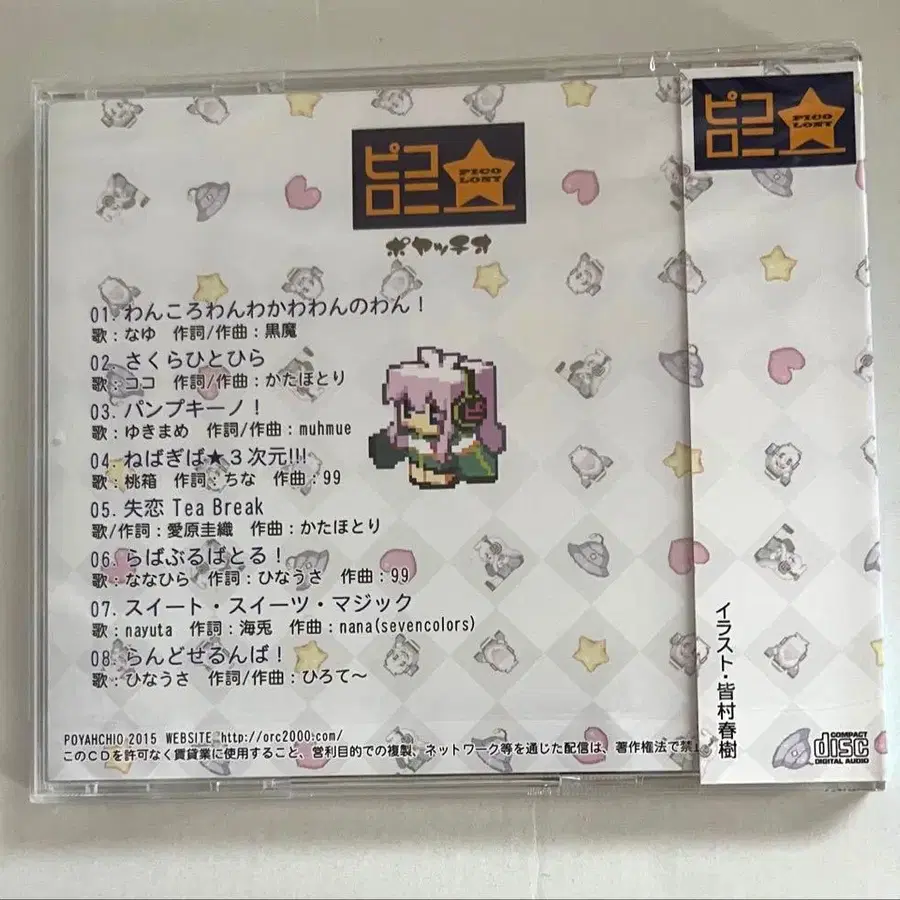 ピコ
ロニー
PICO
LONY
ポヤッチオ
01. わんころわんわかわわんのわん！
歌：なゆ 作詞/作曲：黒魔
02. さくらひとひら
歌：ココ 作詞/作曲：かたほとり
03. パンプキーノ！
歌：ゆきまめ 作詞/作曲：muhmue
04. ねばぎば★３次元!!!
歌：桃箱 作詞：ちな 作曲：99
05. 失恋 Tea Break
歌/作詞：愛原圭織 作曲：かたほとり
06. らばぶるばとる！
歌：ななひら 作詞：ひなうさ 作曲：99
07. スイート・スイーツ・マジック
歌：nayuta 作詞：海兎 作曲：nana(sevencolors)
08. らんどせるんば！
歌：ひなうさ 作詞/作曲：ひろて～
POYAHCHIO 2015 WEBSITE http://orc2000.com/
このＣＤを許可なく賃貸業に使用すること、営利目的での複製、ネットワーク等を通じた配信は、著作権法で禁止
ピコ
ロニー
PICO
LONY
イラスト・皆村春樹
COMPACT
disc
DIGITAL AUDIO